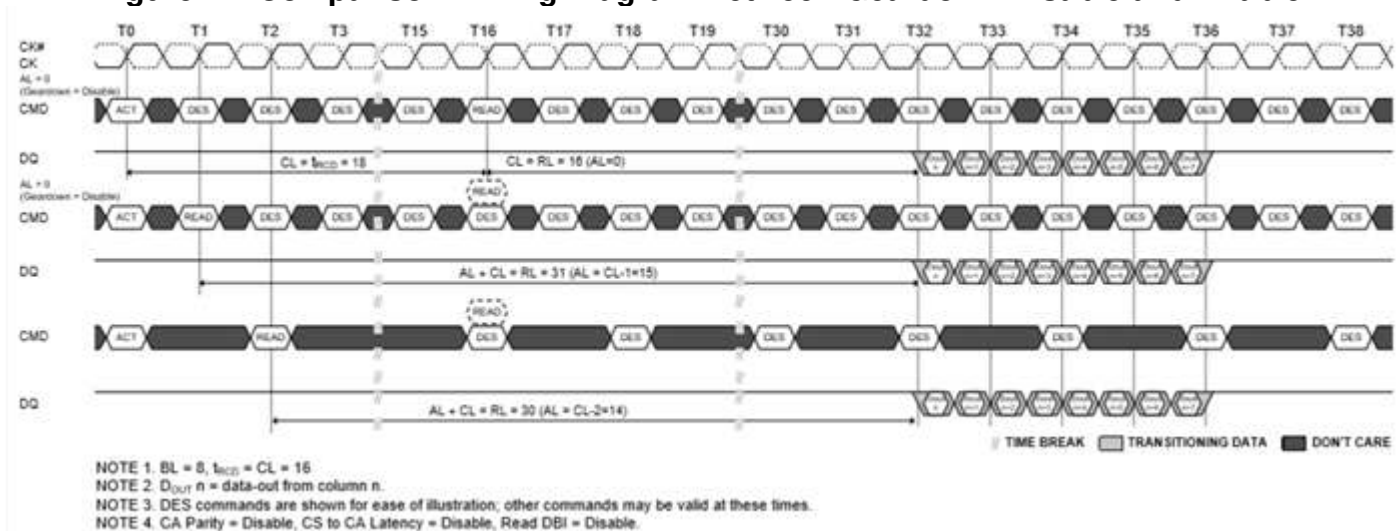 T0 T1 T2 T3 T15 T16 T17 T18 T19 T30 T31 T32 T33 T34 T35 T36 T37 T38
CK#
CK
AL = 0
(Geardown = Disable)
CMD ACT DES DES DES DES READ DES DES DES DES DES DES DES DES DES DES DES DES
DQ
CL = tRCD = 18 CL = RL = 16 (AL=0)
READ
AL = 0
(Geardown = Disable)
CMD ACT READ DES DES DES DES DES DES DES DES DES DES DES DES DES DES DES DES
DQ
AL + CL = RL = 31 (AL = CL-1=15)
READ
CMD ACT READ DES DES DES DES DES DES DES
DQ
AL + CL = RL = 30 (AL = CL-2=14)
TIME BREAK TRANSITIONING DATA DON'T CARE
NOTE 1. BL = 8, tRCD = CL = 16
NOTE 2. DOUT n = data-out from column n.
NOTE 3. DES commands are shown for ease of illustration; other commands may be valid at these times.
NOTE 4. CA Parity = Disable, CS to CA Latency = Disable, Read DBI = Disable.